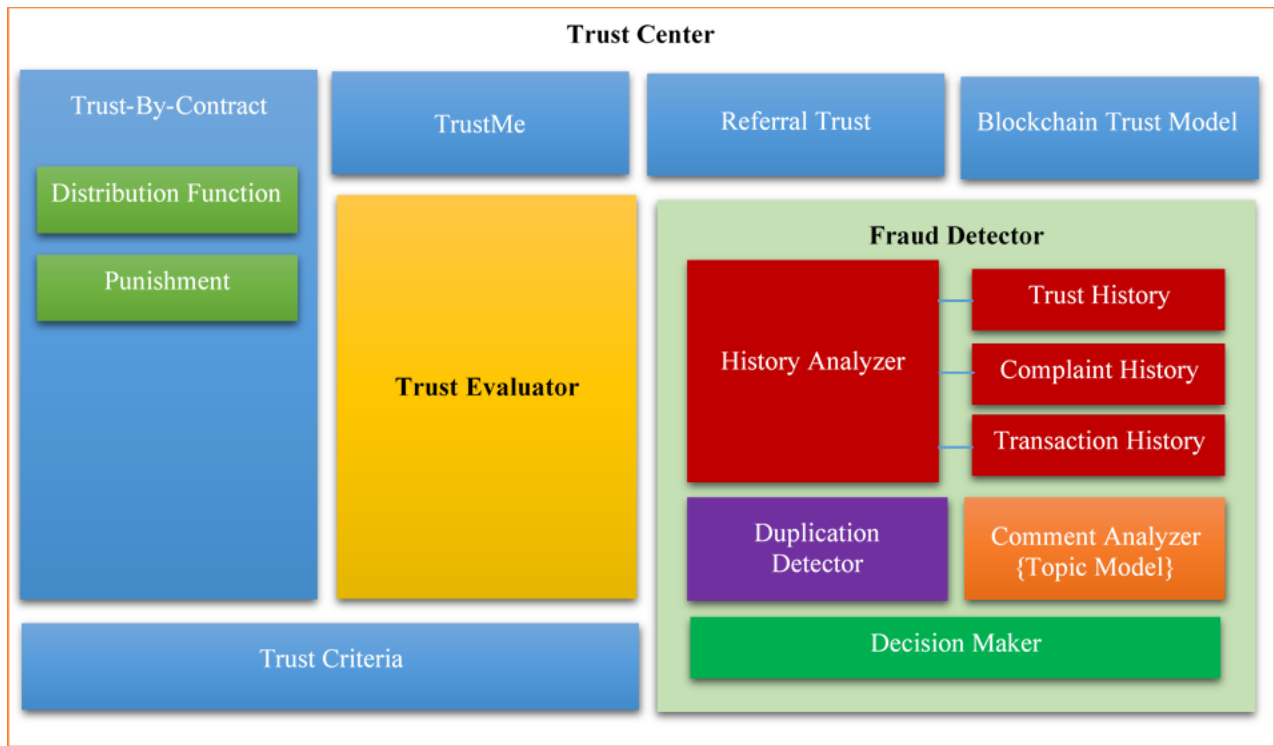 Trust Center
Trust-By-Contract
TrustMe
Referral Trust
Blockchain Trust Model
Distribution Function
Punishment
Trust Evaluator
Fraud Detector
History Analyzer
Trust History
Complaint History
Transaction History
Duplication
Detector
Comment Analyzer
{Topic Model}
Decision Maker
Trust Criteria